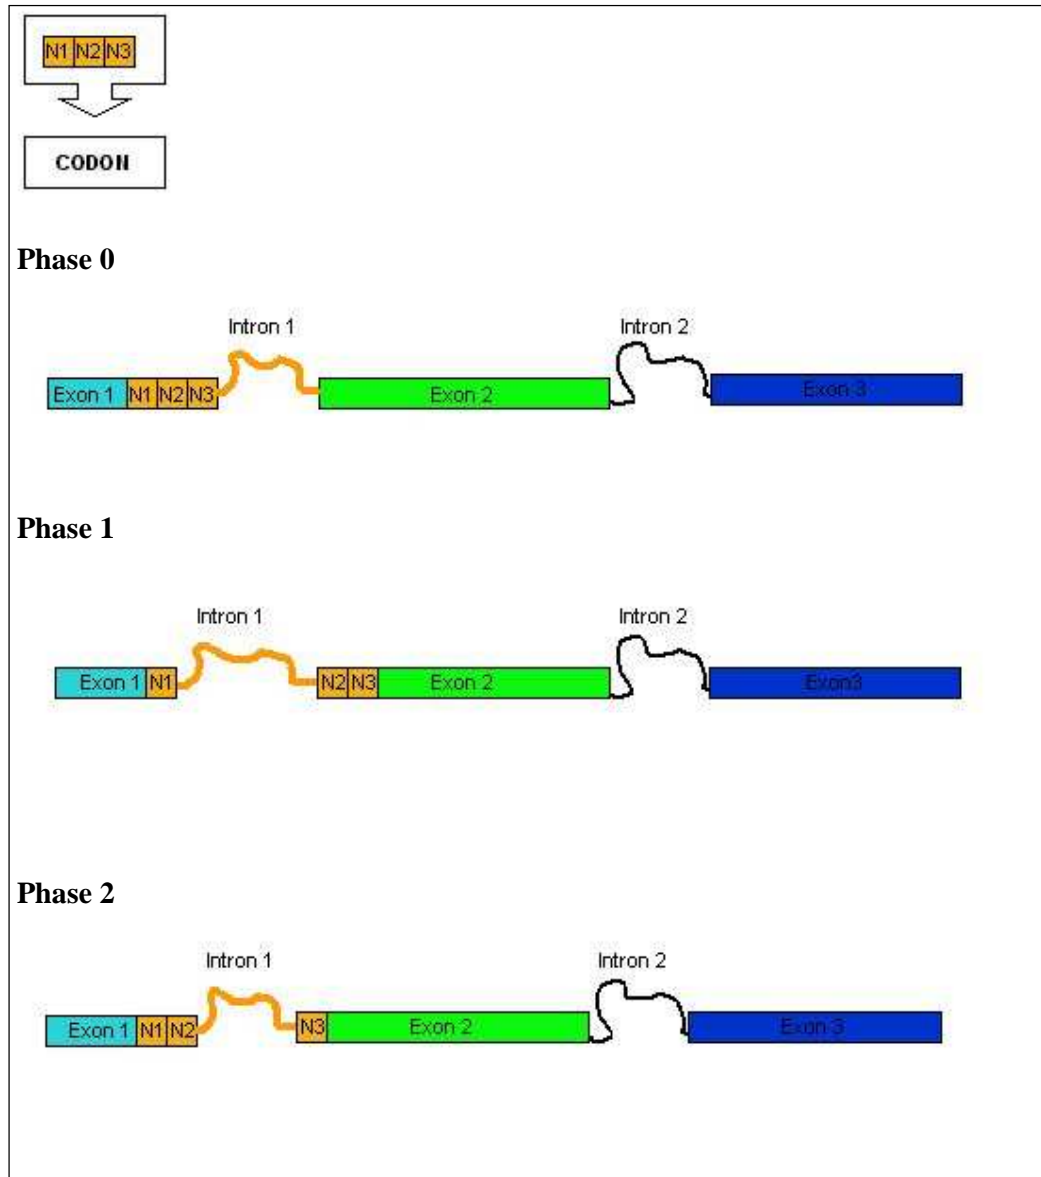 N1 N2 N3
CODON
Phase 0
Intron 1 Intron 2
Exon 1 N1 N2 N3 Exon 2 Exon 3
Phase 1
Intron 1 Intron 2
Exon 1 N1 N2 N3 Exon 2 Exon3
Phase 2
Intron 1 Intron 2
Exon 1 N1 N2 N3 Exon 2 Exon 3